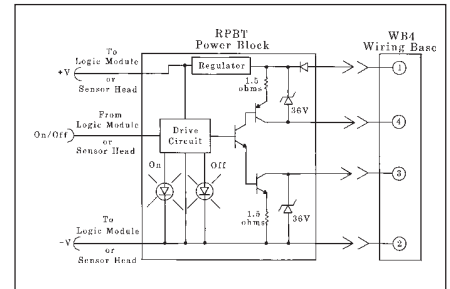 RPBT
Power Block
WB4
Wiring Base
To
Logic Module
or
Sensor Head
+V
Regulator
1.5
ohms
36V
1
4
From
Logic Module
or
Sensor Head
On/Off
Drive
Circuit
On
Off
3
1.5
ohms
36V
To
Logic Module
or
Sensor Head
-V
2